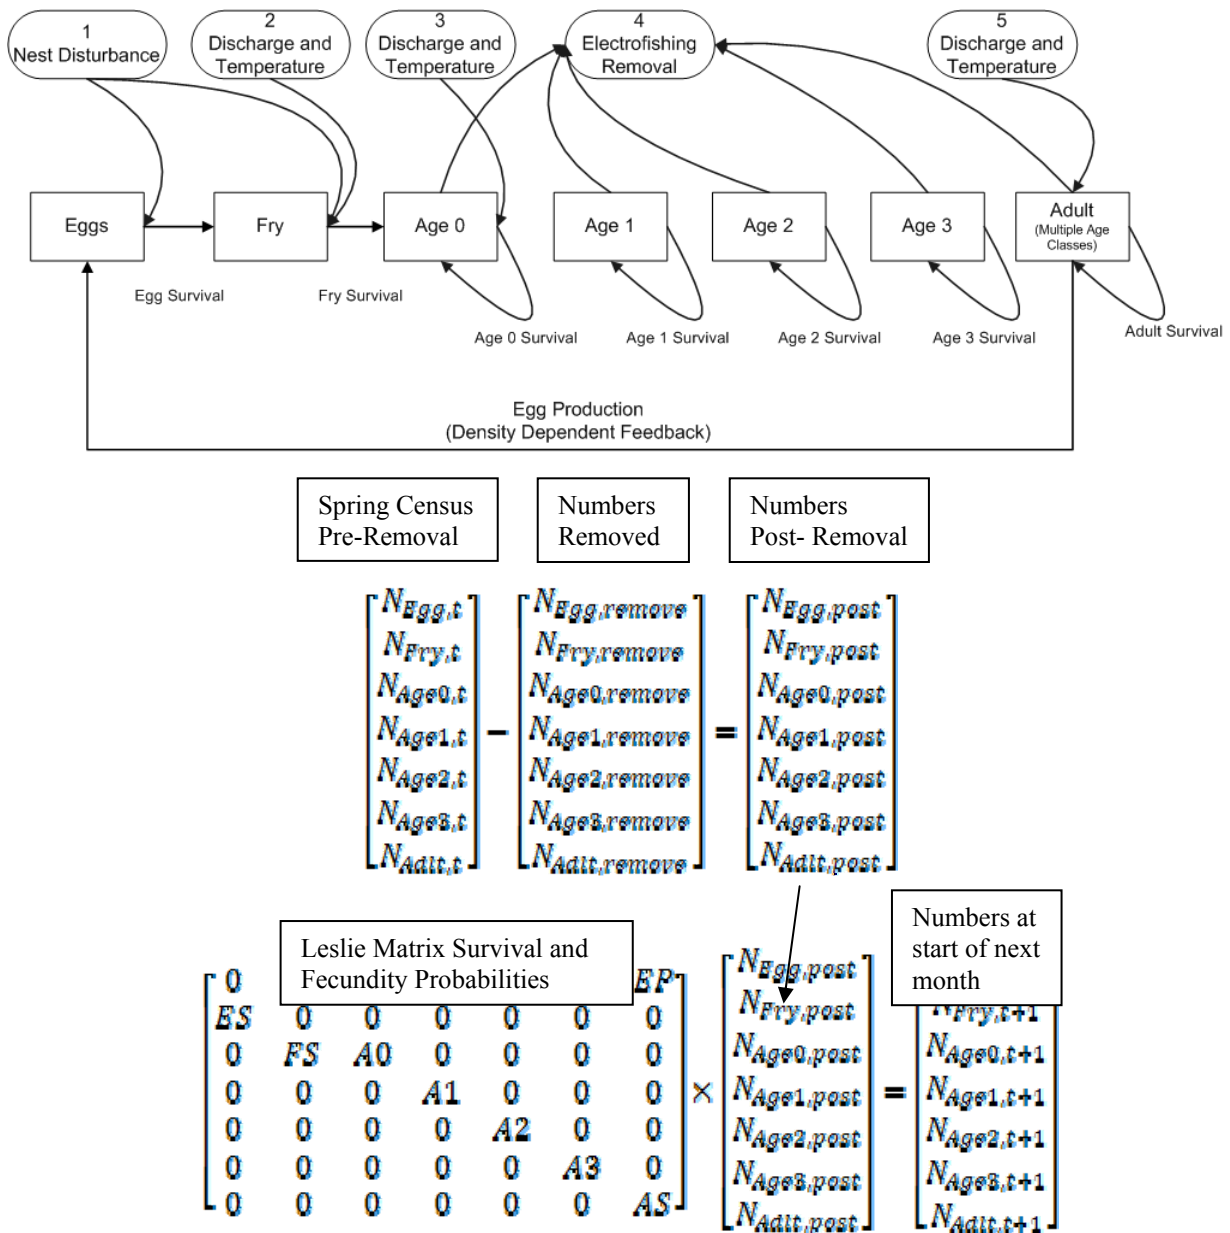 1
Nest Disturbance
2
Discharge and
Temperature
3
Discharge and
Temperature
4
Electrofishing
Removal
5
Discharge and
Temperature
Eggs
Fry
Age 0
Age 1
Age 2
Age 3
Adult
(Multiple Age
Classes)
Egg Survival
Fry Survival
Age 0 Survival
Age 1 Survival
Age 2 Survival
Age 3 Survival
Adult Survival
Egg Production
(Density Dependent Feedback)
Spring Census
Pre-Removal
Numbers
Removed
Numbers
Post- Removal
N_Egg,t N_Egg,remove N_Egg,post
N_Fry,t N_Fry,remove N_Fry,post
N_Age0,t N_Age0,remove N_Age0,post
N_Age1,t − N_Age1,remove = N_Age1,post
N_Age2,t N_Age2,remove N_Age2,post
N_Age3,t N_Age3,remove N_Age3,post
N_Adlt,t N_Adlt,remove N_Adlt,post
Leslie Matrix Survival and
Fecundity Probabilities
Numbers at
start of next
month
0 EP N_Egg,post
ES 0 0 0 0 0 0 N_Fry,post N_Fry,t+1
0 FS A0 0 0 0 0 N_Age0,post N_Age0,t+1
0 0 0 A1 0 0 0 × N_Age1,post = N_Age1,t+1
0 0 0 0 A2 0 0 N_Age2,post N_Age2,t+1
0 0 0 0 0 A3 0 N_Age3,post N_Age3,t+1
0 0 0 0 0 0 AS N_Adlt,post N_Adlt,t+1